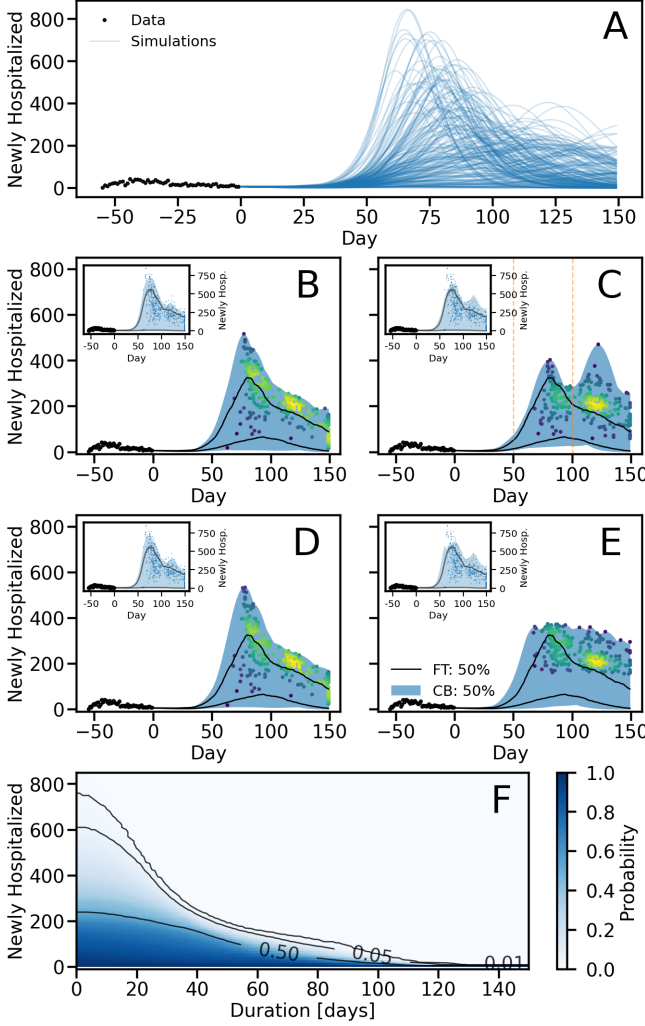 A
Data
Simulations
Newly Hospitalized
800
600
400
200
0
−50 −25 0 25 50 75 100 125 150
Day
B
Newly Hospitalized
800
600
400
200
0
−50 0 50 100 150
Day
750
500
250
0
Newly Hosp.
−50 0 50 100 150
Day
C
−50 0 50 100 150
Day
750
500
250
0
Newly Hosp.
−50 0 50 100 150
Day
D
Newly Hospitalized
800
600
400
200
0
−50 0 50 100 150
Day
750
500
250
0
Newly Hosp.
−50 0 50 100 150
Day
E
FT: 50%
CB: 50%
−50 0 50 100 150
Day
750
500
250
0
Newly Hosp.
−50 0 50 100 150
Day
F
Newly Hospitalized
800
600
400
200
0
0.50
0.05
0.01
0 20 40 60 80 100 120 140
Duration [days]
1.0
0.8
0.6
0.4
0.2
0.0
Probability